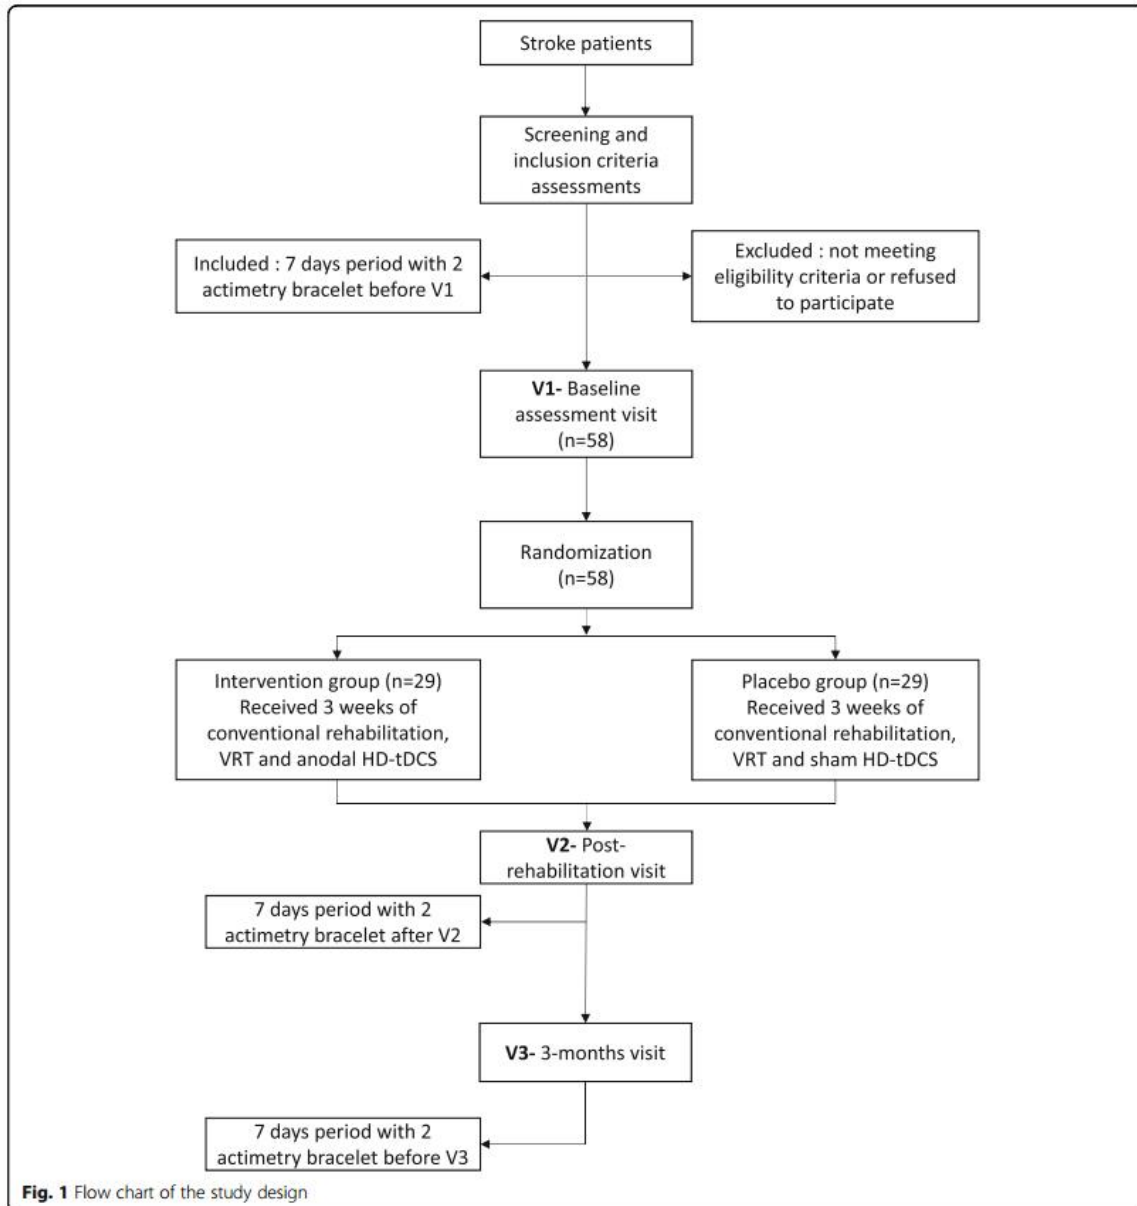 Stroke patients
Screening and
inclusion criteria
assessments
Included : 7 days period with 2
actimetry bracelet before V1
Excluded : not meeting
eligibility criteria or refused
to participate
V1- Baseline
assessment visit
(n=58)
Randomization
(n=58)
Intervention group (n=29)
Received 3 weeks of
conventional rehabilitation,
VRT and anodal HD-tDCS
Placebo group (n=29)
Received 3 weeks of
conventional rehabilitation,
VRT and sham HD-tDCS
V2- Post-
rehabilitation visit
7 days period with 2
actimetry bracelet after V2
V3- 3-months visit
7 days period with 2
actimetry bracelet before V3
Fig. 1 Flow chart of the study design